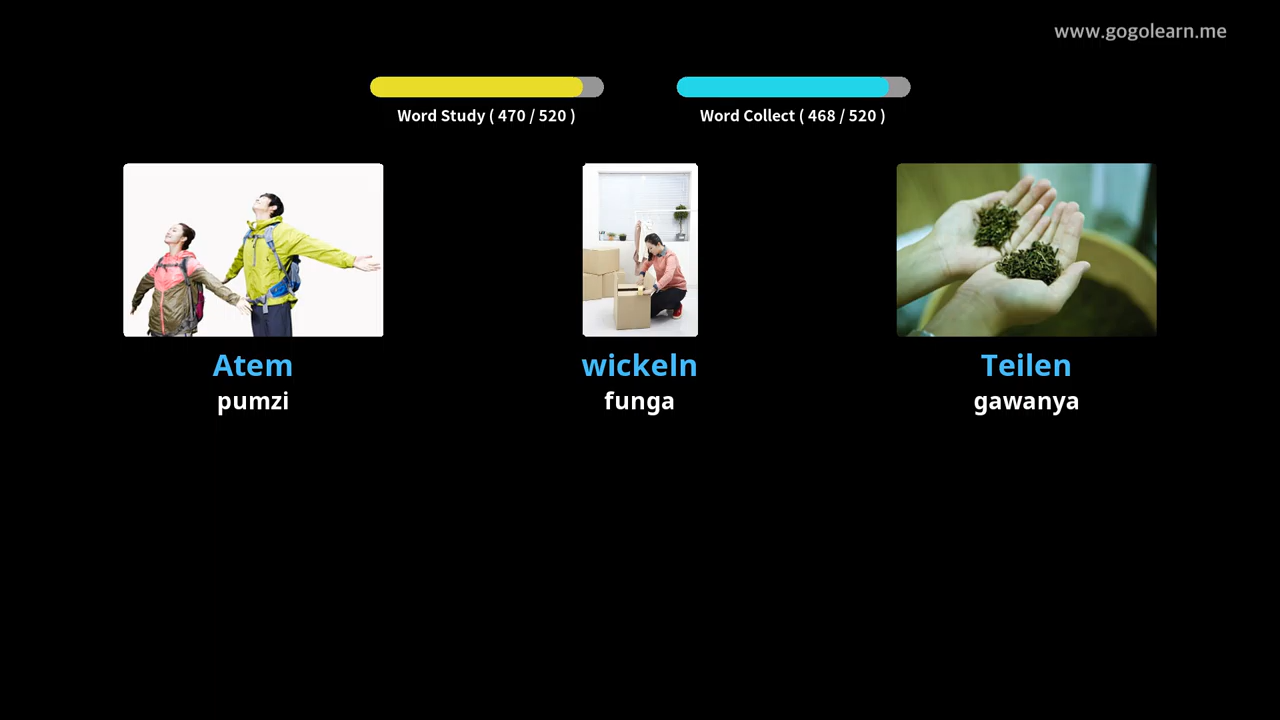 www.gogolearn.me
Word Study ( 470 / 520 )
Word Collect ( 468 / 520 )
Atem
pumzi
wickeln
funga
Teilen
gawanya